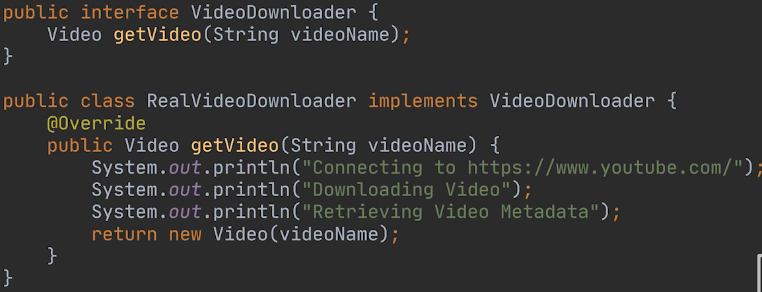 public interface VideoDownloader {
    Video getVideo(String videoName);
}

public class RealVideoDownloader implements VideoDownloader {
    @Override
    public Video getVideo(String videoName) {
        System.out.println("Connecting to https://www.youtube.com/");
        System.out.println("Downloading Video");
        System.out.println("Retrieving Video Metadata");
        return new Video(videoName);
    }
}